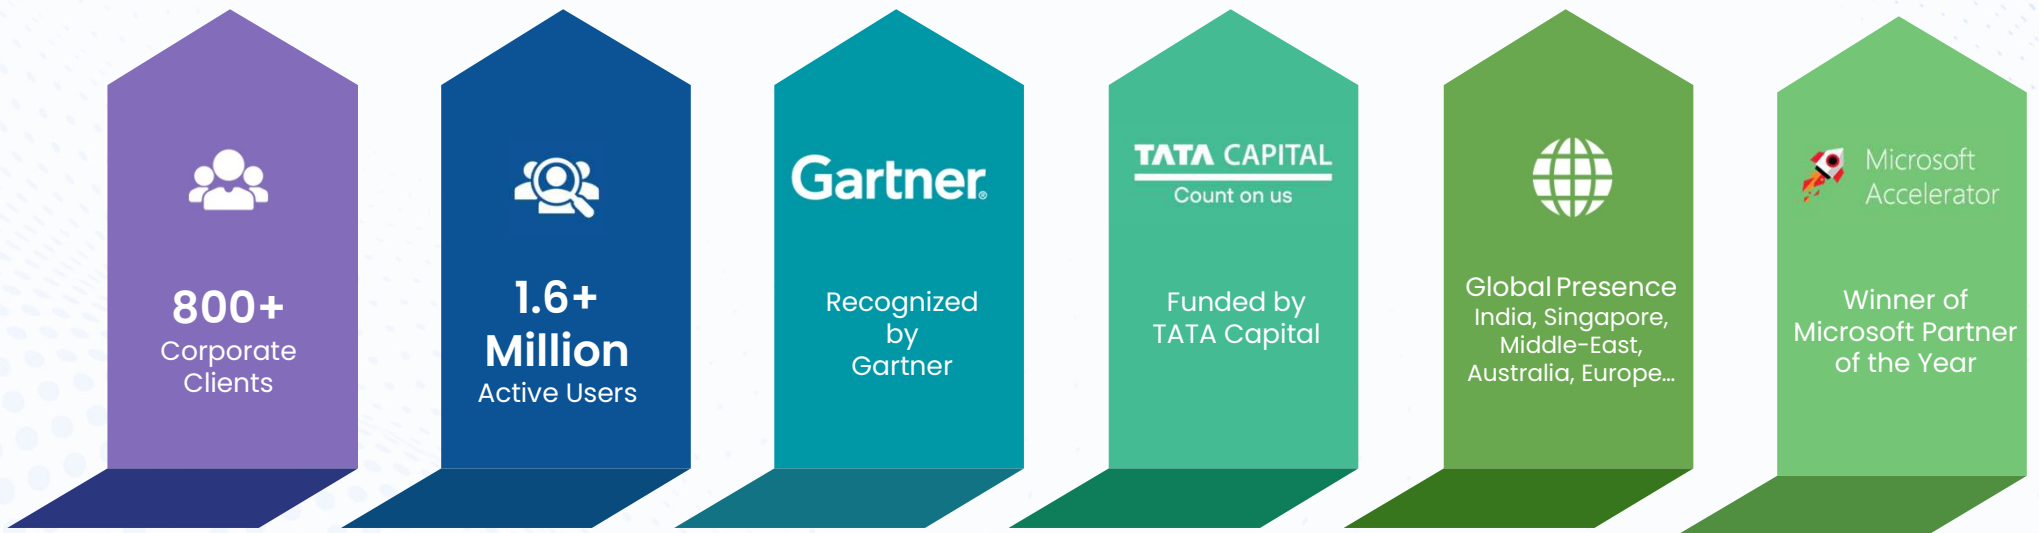 800+
Corporate
Clients
1.6+
Million
Active Users
Gartner®
Recognized
by
Gartner
TATA CAPITAL
Count on us
Funded by
TATA Capital
Global Presence
India, Singapore,
Middle-East,
Australia, Europe...
Microsoft
Accelerator
Winner of
Microsoft Partner
of the Year